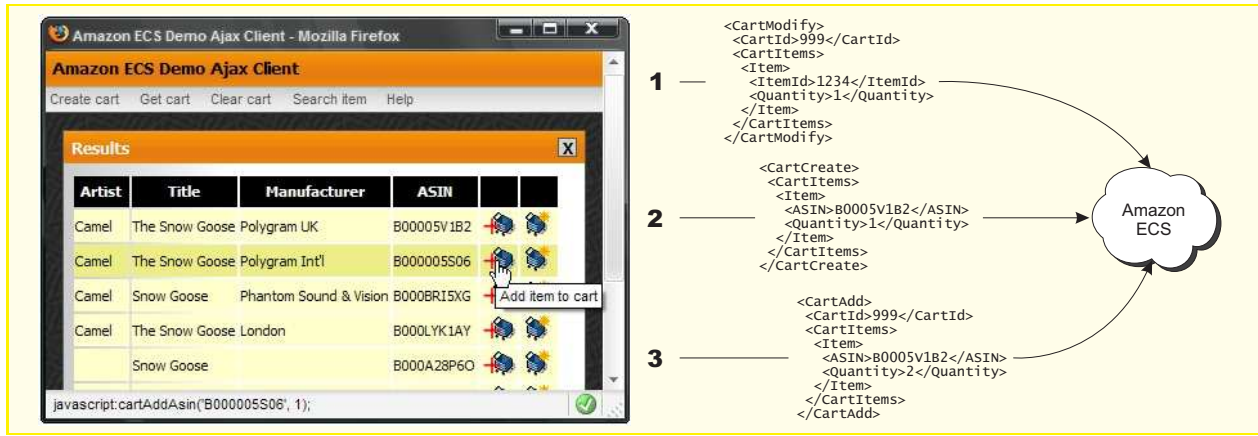 Amazon ECS Demo Ajax Client - Mozilla Firefox
Amazon ECS Demo Ajax Client
Create cart Get cart Clear cart Search item Help
Results X
Artist Title Manufacturer ASIN
Camel The Snow Goose Polygram UK B00005V1B2
Camel The Snow Goose Polygram Int'l B000005S06
Camel Snow Goose Phantom Sound & Vision B000BRI5XG
Add item to cart
Camel The Snow Goose London B000LYK1AY
Snow Goose B000A28P6O
javascript:cartAddAsin('B000005S06', 1);
1
<CartModify>
<CartId>999</CartId>
<CartItems>
<Item>
<ItemId>1234</ItemId>
<Quantity>1</Quantity>
</Item>
</CartItems>
</CartModify>
2
<CartCreate>
<CartItems>
<Item>
<ASIN>B0005V1B2</ASIN>
<Quantity>1</Quantity>
</Item>
</CartItems>
</CartCreate>
3
<CartAdd>
<CartId>999</CartId>
<CartItems>
<Item>
<ASIN>B0005V1B2</ASIN>
<Quantity>2</Quantity>
</Item>
</CartItems>
</CartAdd>
Amazon
ECS